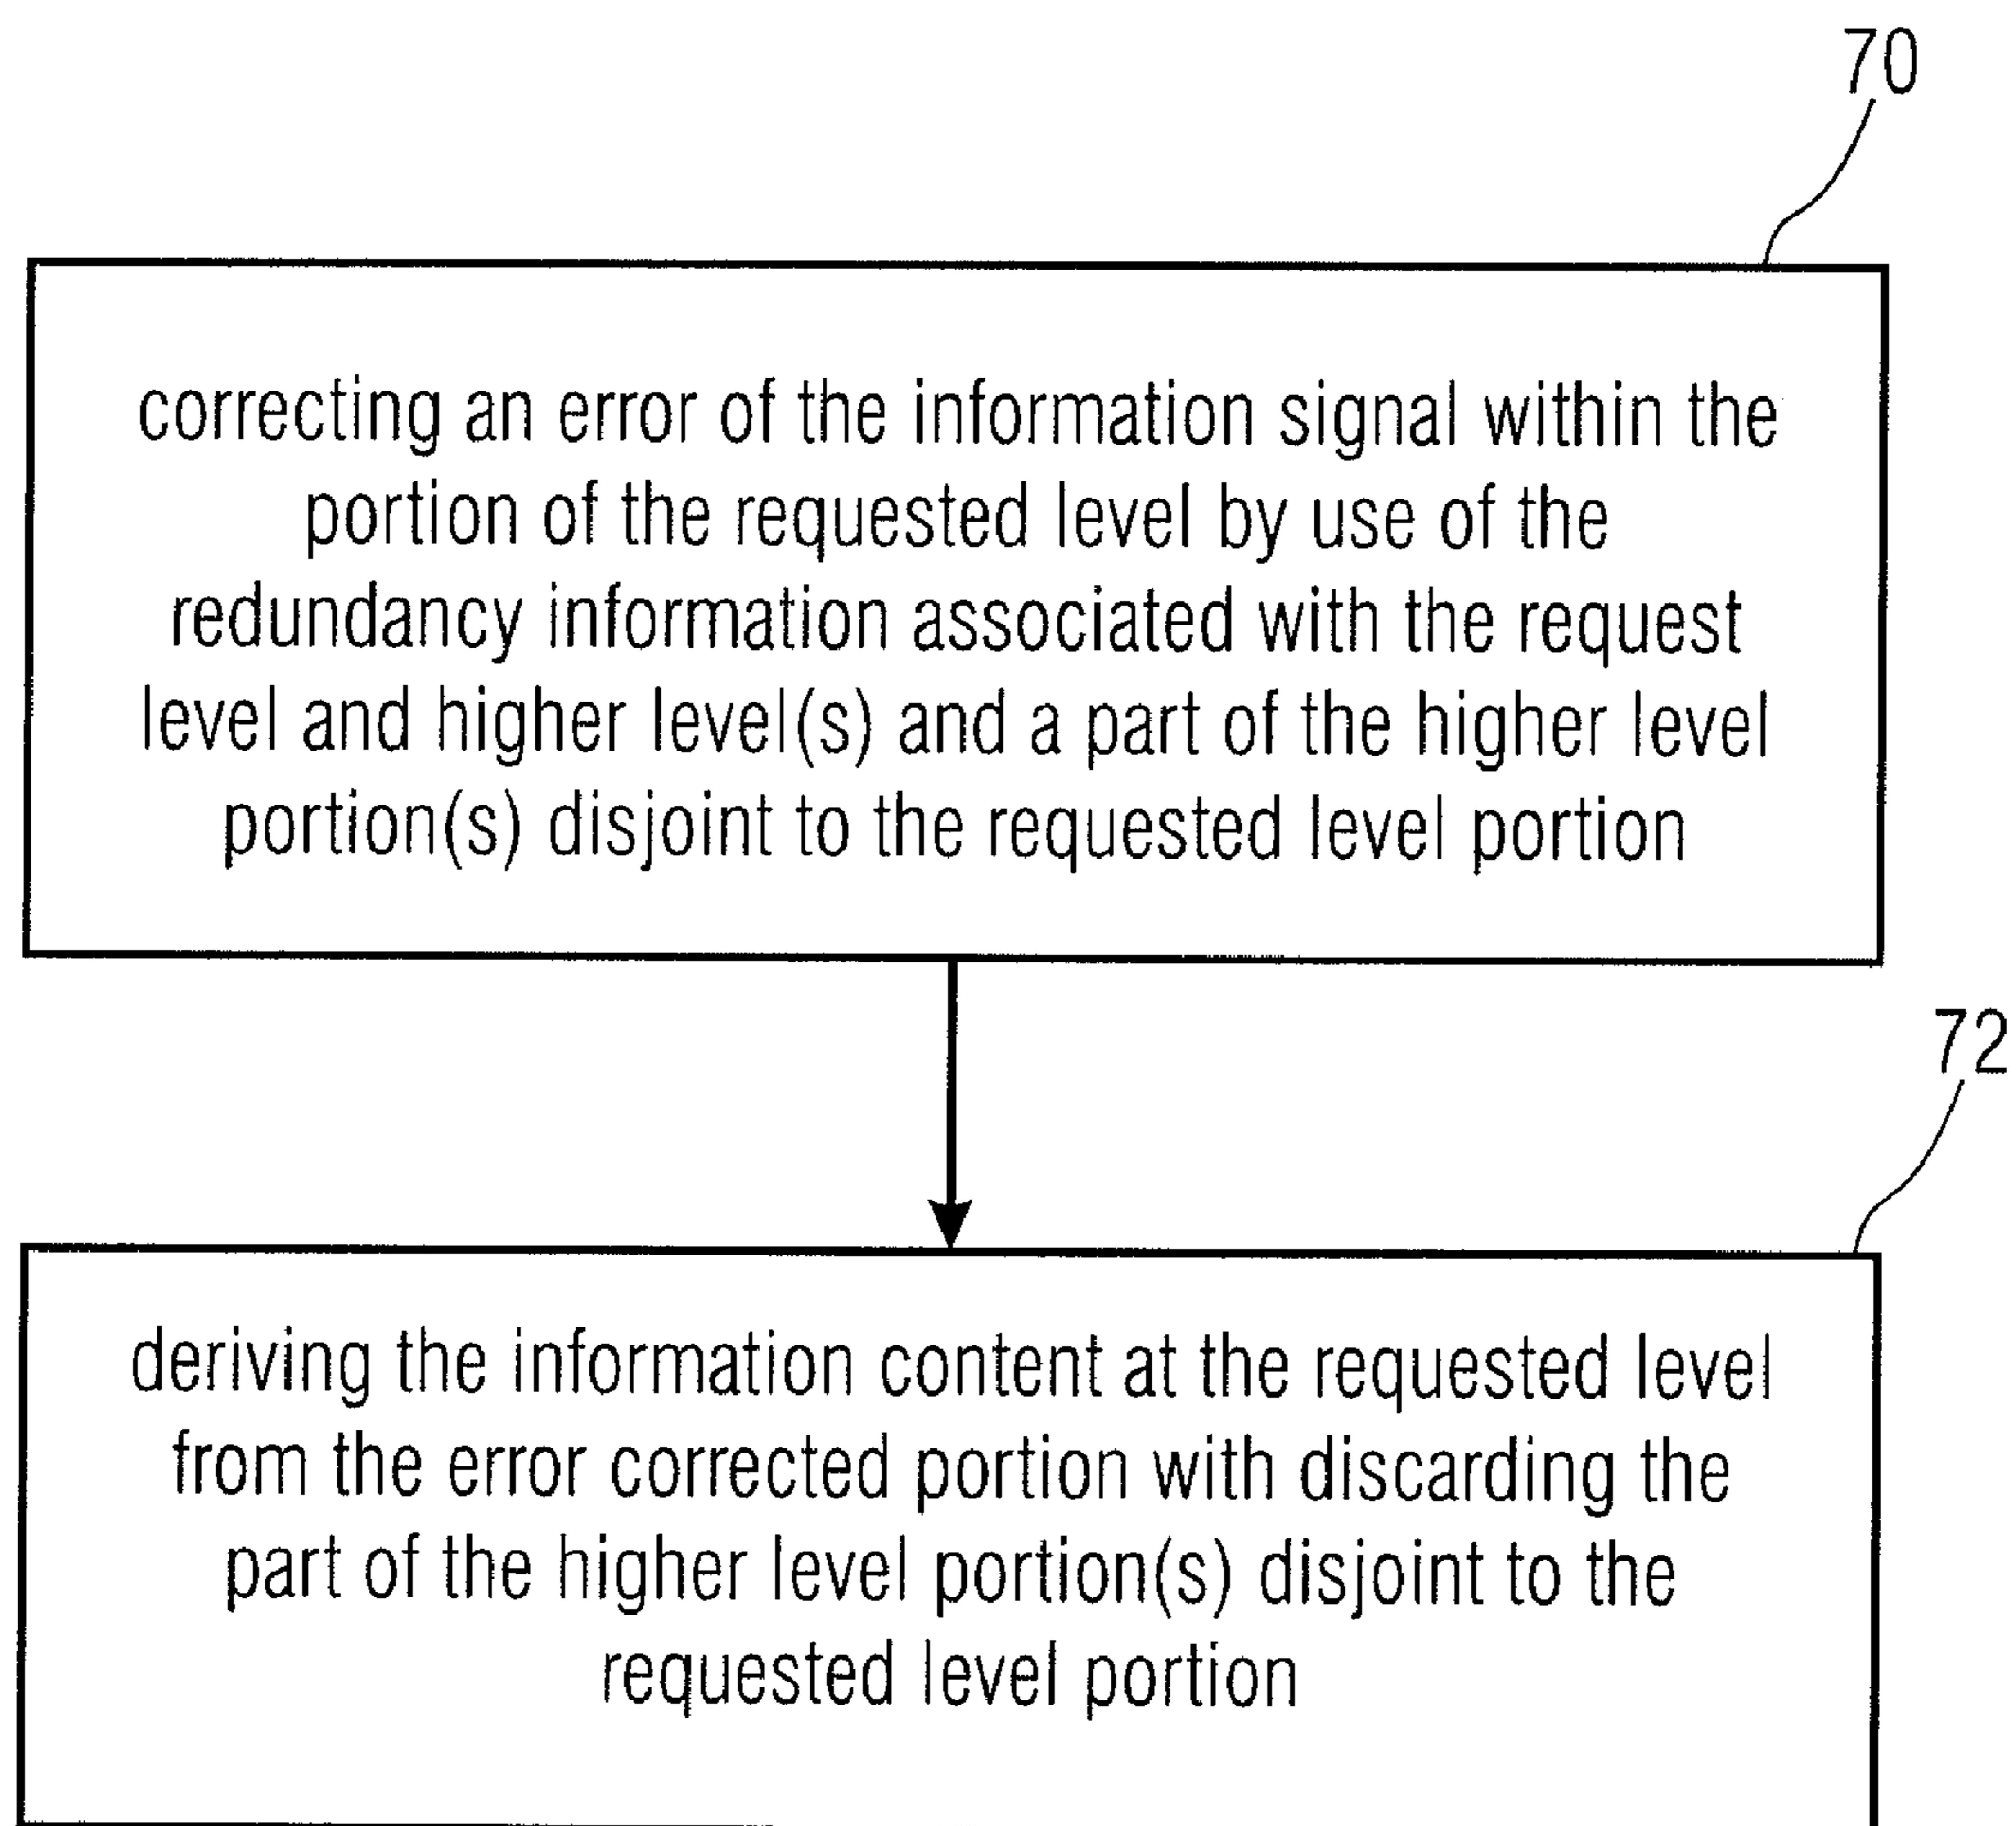 70
correcting an error of the information signal within the
portion of the requested level by use of the
redundancy information associated with the request
level and higher level(s) and a part of the higher level
portion(s) disjoint to the requested level portion
72
deriving the information content at the requested level
from the error corrected portion with discarding the
part of the higher level portion(s) disjoint to the
requested level portion